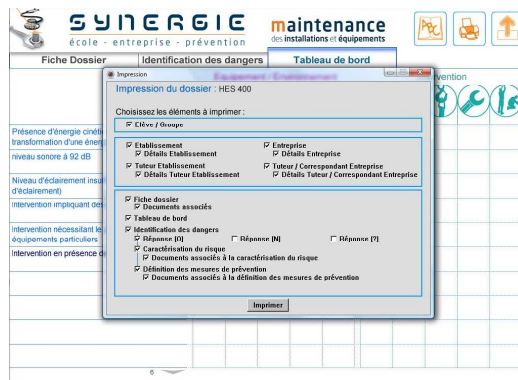 SYNERGIE
école - entreprise - prévention
maintenance
des installations et équipements
Fiche Dossier
Identification des dangers
Tableau de bord
Impression
Equipement / Environnement
Impression du dossier : HES 400
Choisissez les éléments à imprimer :
Elève / Groupe
Etablissement
Entreprise
Détails Etablissement
Détails Entreprise
Tuteur Etablissement
Tuteur / Correspondant Entreprise
Détails Tuteur Etablissement
Détails Tuteur / Correspondant Entreprise
Fiche dossier
Documents associés
Tableau de bord
Identification des dangers
Réponse [O]
Réponse [N]
Réponse [?]
Caractérisation du risque
Documents associés à la caractérisation du risque
Définition des mesures de prévention
Documents associés à la définition des mesures de prévention
Imprimer
Présence d'énergie
transformation d'une
niveau sonore à 92 dB
Niveau d'éclairement
d'éclairement)
Intervention impliquant
Intervention nécessitant
équipements particuliers
Intervention en présence
6